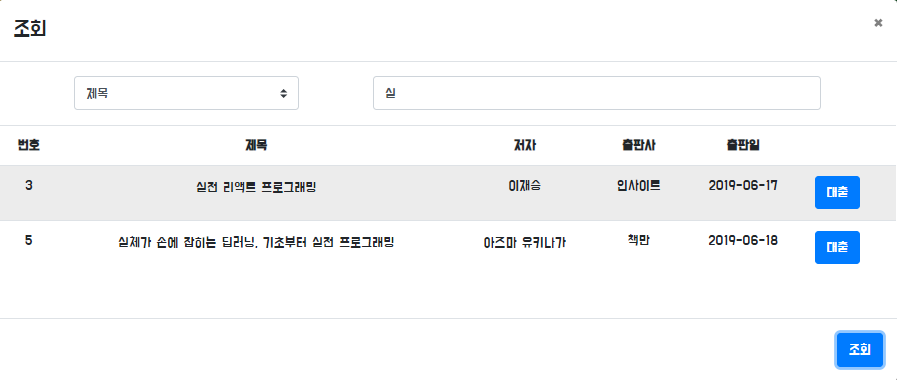 조회
×
제목
실
번호 제목 저자 출판사 출판일
3 실전 리액트 프로그래밍 이재승 인사이트 2019-06-17 대출
5 실체가 손에 잡히는 딥러닝, 기초부터 실전 프로그래밍 아즈마 유키나가 책만 2019-06-18 대출
조회